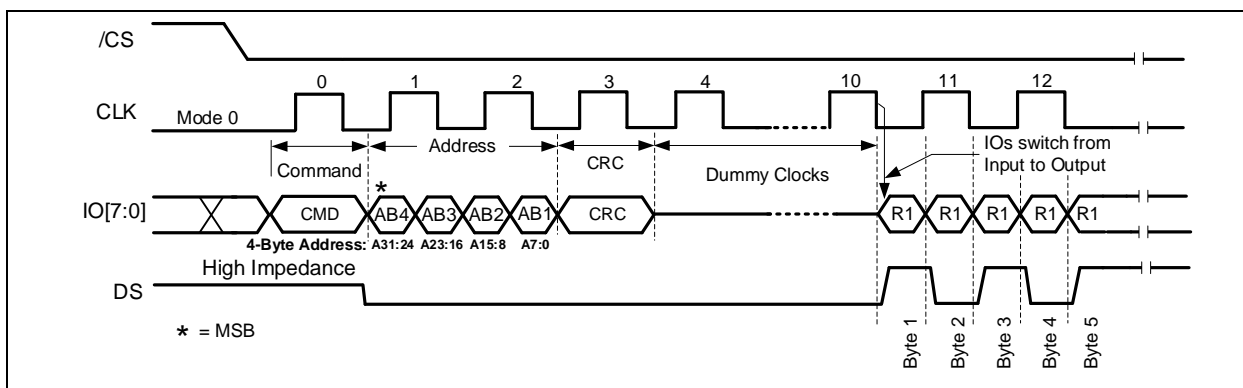 /CS
0 1 2 3 4 10 11 12
CLK
Mode 0
Command
Address
CRC
Dummy Clocks
IOs switch from
Input to Output
*
IO[7:0]
CMD AB4 AB3 AB2 AB1 CRC R1 R1 R1 R1 R1
4-Byte Address: A31:24 A23:16 A15:8 A7:0
High Impedance
DS
* = MSB
Byte 1
Byte 2
Byte 3
Byte 4
Byte 5